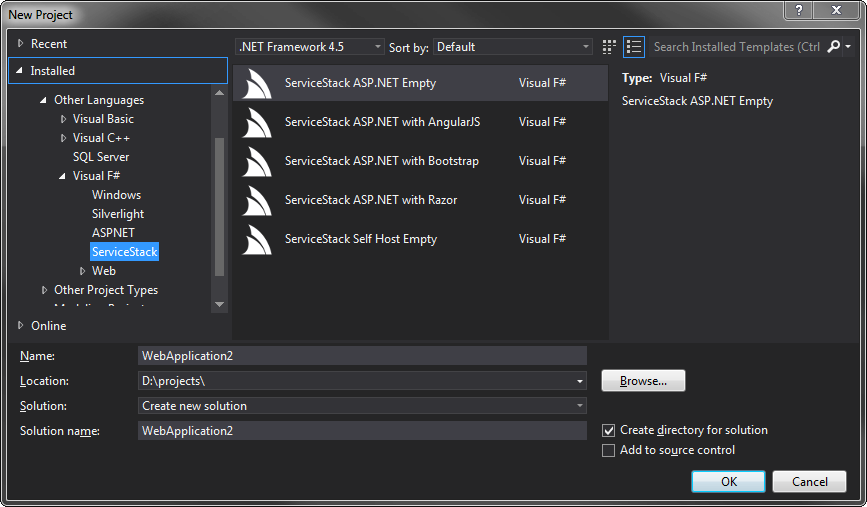 New Project
Recent
.NET Framework 4.5 Sort by: Default
Search Installed Templates (Ctrl
Installed
Other Languages
Visual Basic
Visual C++
SQL Server
Visual F#
Windows
Silverlight
ASPNET
ServiceStack
Web
Other Project Types
Online
ServiceStack ASP.NET Empty Visual F#
ServiceStack ASP.NET with AngularJS Visual F#
ServiceStack ASP.NET with Bootstrap Visual F#
ServiceStack ASP.NET with Razor Visual F#
ServiceStack Self Host Empty Visual F#
Type: Visual F#
ServiceStack ASP.NET Empty
Name: WebApplication2
Location: D:\projects\
Browse...
Solution: Create new solution
Solution name: WebApplication2
Create directory for solution
Add to source control
OK
Cancel